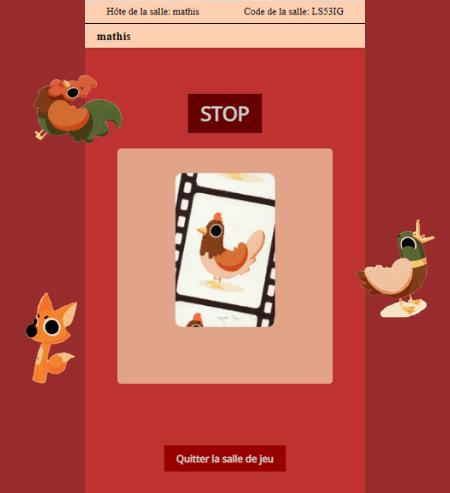 Hôte de la salle: mathis
Code de la salle: LS53IG
mathis
STOP
Quitter la salle de jeu